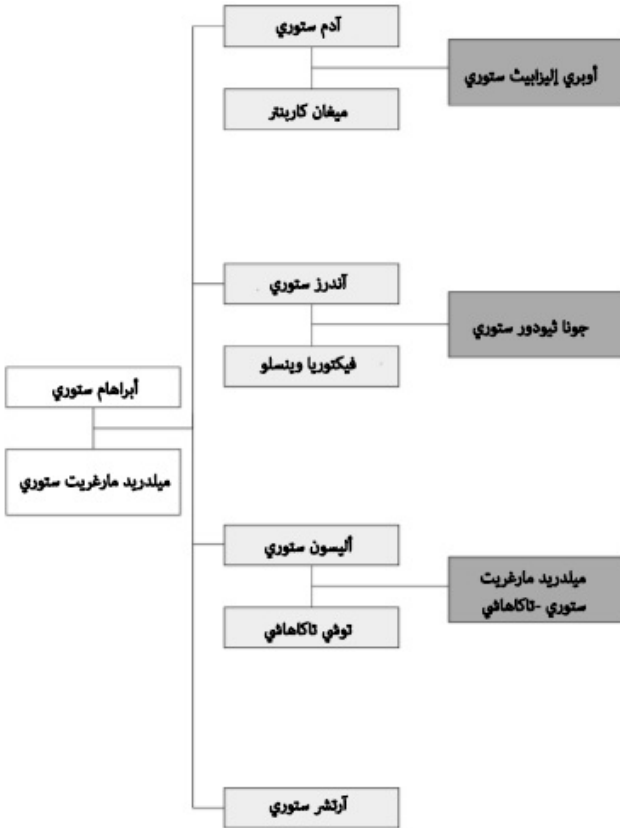 آدم ستوري
أوبري إليزابيث ستوري
ميغان كاربنتر
آندرز ستوري
جونا ثيودور ستوري
فيكتوريا وينسلو
أبراهام ستوري
ميلدريد مارغريت ستوري
أليسون ستوري
ميلدريد مارغريت
ستوري -تاكاهاشي
توشي تاكاهاشي
آرتشر ستوري